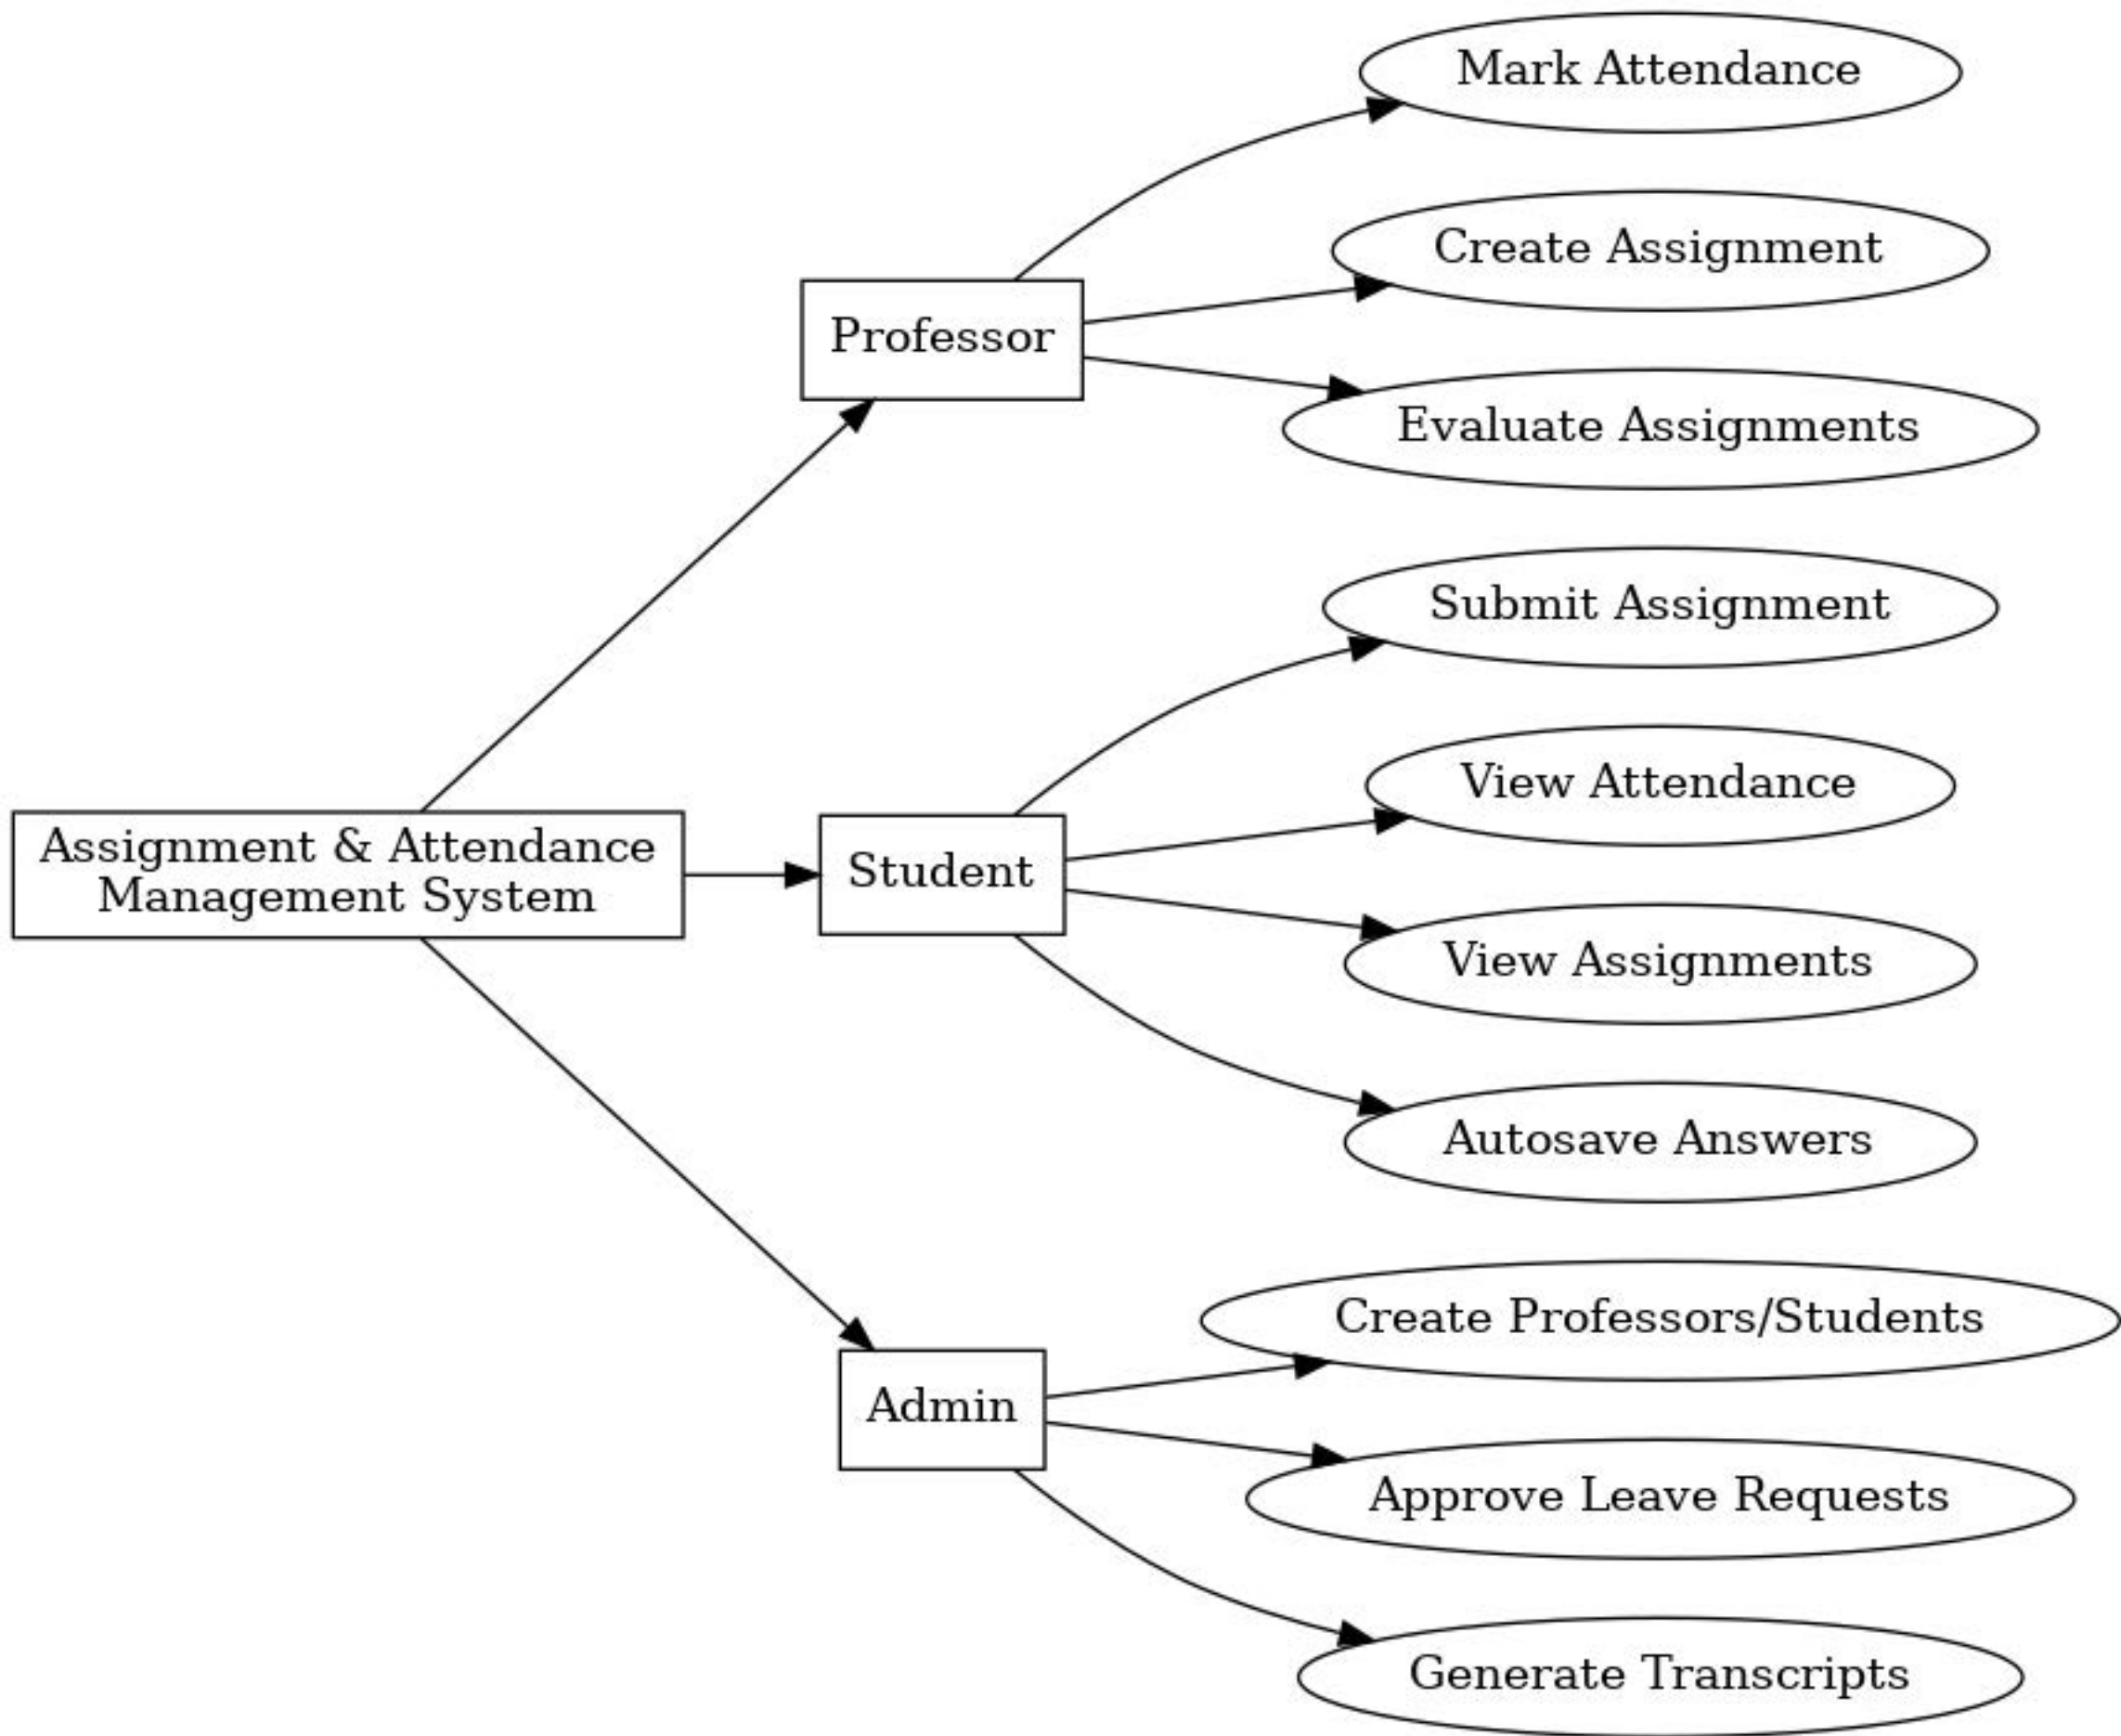 Mark Attendance
Create Assignment
Professor
Evaluate Assignments
Submit Assignment
View Attendance
Assignment & Attendance
Management System
Student
View Assignments
Autosave Answers
Create Professors/Students
Admin
Approve Leave Requests
Generate Transcripts